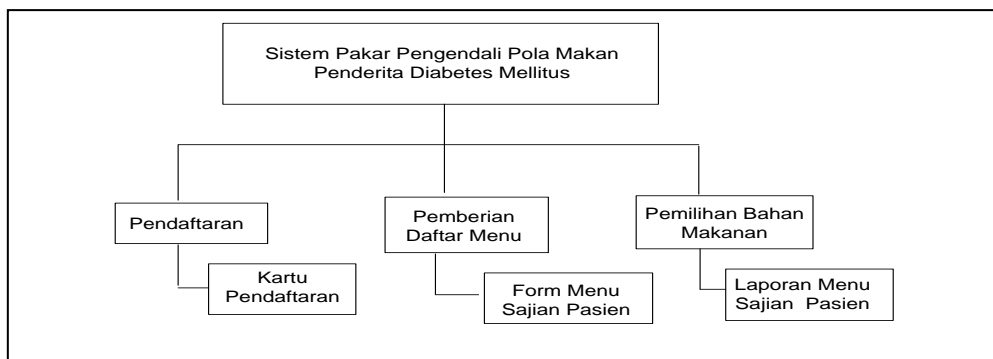 Sistem Pakar Pengendali Pola Makan
Penderita Diabetes Mellitus
Pendaftaran
Kartu
Pendaftaran
Pemberian
Daftar Menu
Form Menu
Sajian Pasien
Pemilihan Bahan
Makanan
Laporan Menu
Sajian Pasien